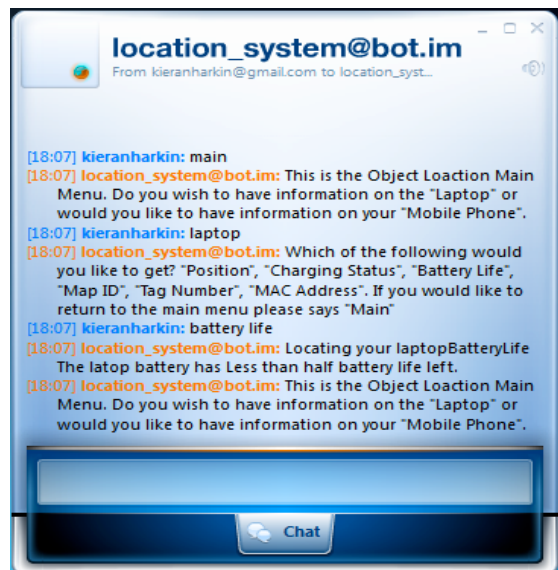 location_system@bot.im
From kieranharkin@gmail.com to location_syst...
[18:07] kieranharkin: main
[18:07] location_system@bot.im: This is the Object Loaction Main
Menu. Do you wish to have information on the "Laptop" or
would you like to have information on your "Mobile Phone".
[18:07] kieranharkin: laptop
[18:07] location_system@bot.im: Which of the following would
you like to get? "Position", "Charging Status", "Battery Life",
"Map ID", "Tag Number", "MAC Address". If you would like to
return to the main menu please says "Main"
[18:07] kieranharkin: battery life
[18:07] location_system@bot.im: Locating your laptopBatteryLife
The latop battery has Less than half battery life left.
[18:07] location_system@bot.im: This is the Object Loaction Main
Menu. Do you wish to have information on the "Laptop" or
would you like to have information on your "Mobile Phone".
Chat